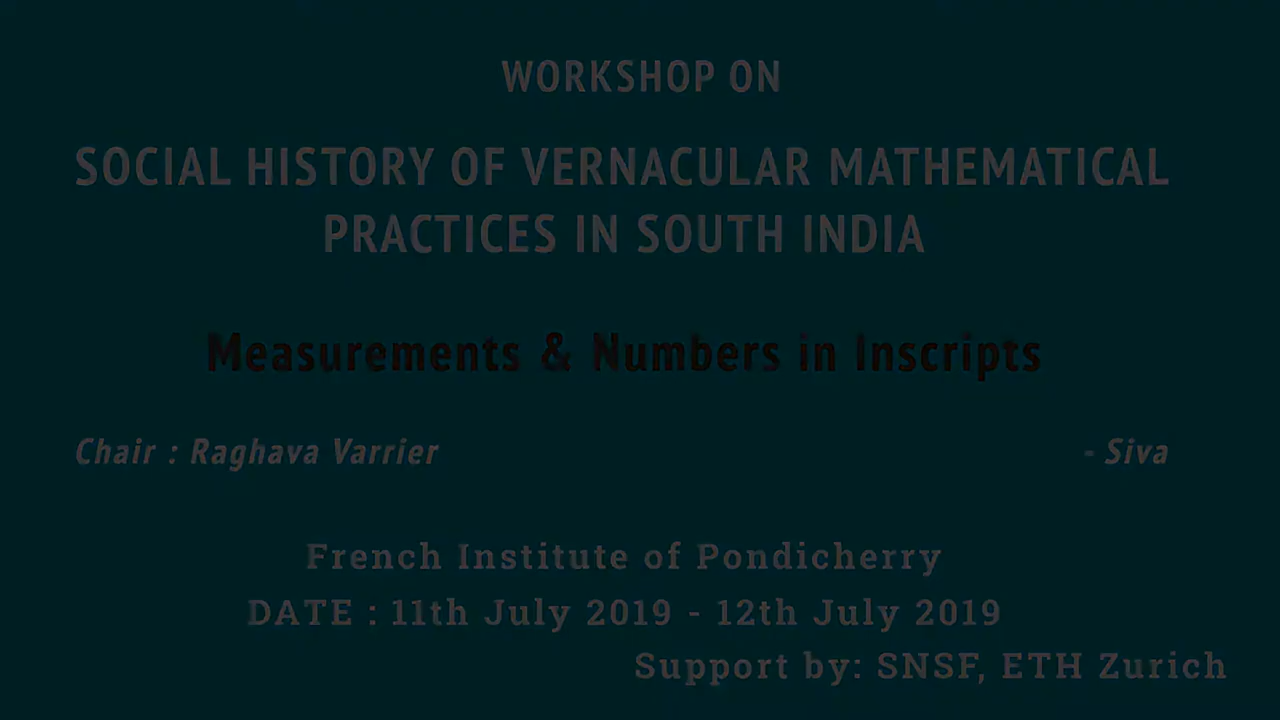 WORKSHOP ON
SOCIAL HISTORY OF VERNACULAR MATHEMATICAL
PRACTICES IN SOUTH INDIA
Measurements & Numbers in Inscripts
Chair : Raghava Varrier - Siva
French Institute of Pondicherry
DATE : 11th July 2019 - 12th July 2019
Support by: SNSF, ETH Zurich